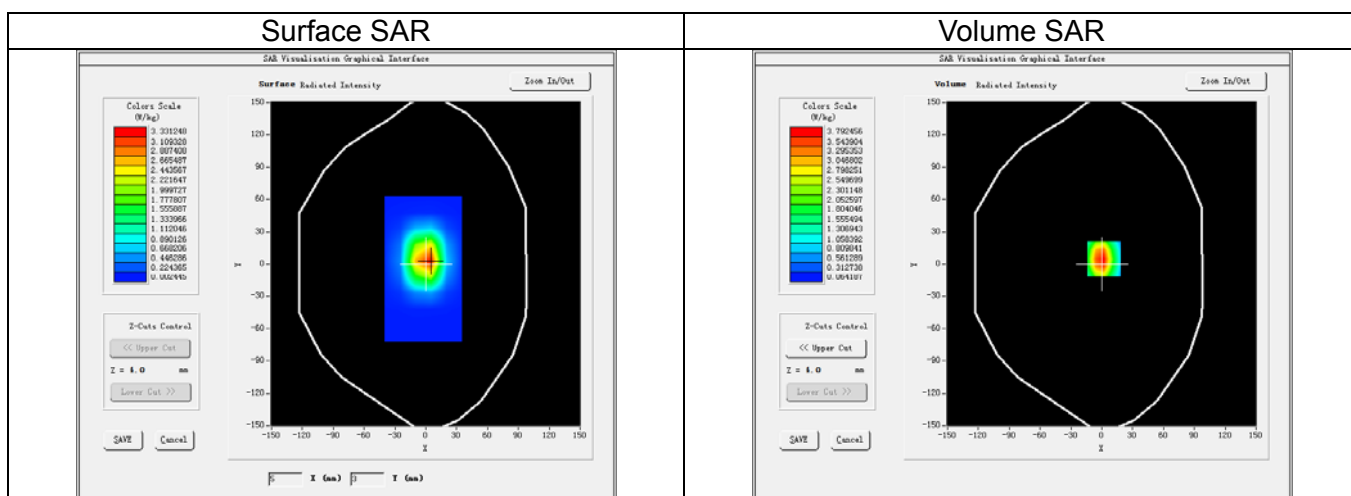 Surface SAR
Volume SAR
SAR Visualisation Graphical Interface
Surface Radiated Intensity
Zoom In/Out
Colors Scale
(W/kg)
3.331248
3.109328
2.887408
2.665487
2.443567
2.221647
1.999727
1.777807
1.555887
1.333966
1.112046
0.890126
0.668206
0.446286
0.224365
0.002445
Z-Cuts Control
<< Upper Cut
Z = 4.0 mm
Lower Cut >>
SAVE
Cancel
Y
150
120
90
60
30
0
-30
-60
-90
-120
-150
-150 -120 -90 -60 -30 0 30 60 90 120 150
X
5 X (mm) 3 Y (mm)
SAR Visualisation Graphical Interface
Volume Radiated Intensity
Zoom In/Out
Colors Scale
(W/kg)
3.792456
3.543904
3.295353
3.046802
2.798251
2.549699
2.301148
2.052597
1.804046
1.555494
1.306943
1.058392
0.809841
0.561289
0.312738
0.064187
Z-Cuts Control
<< Upper Cut
Z = 4.0 mm
Lower Cut >>
SAVE
Cancel
Y
150
120
90
60
30
0
-30
-60
-90
-120
-150
-150 -120 -90 -60 -30 0 30 60 90 120 150
X